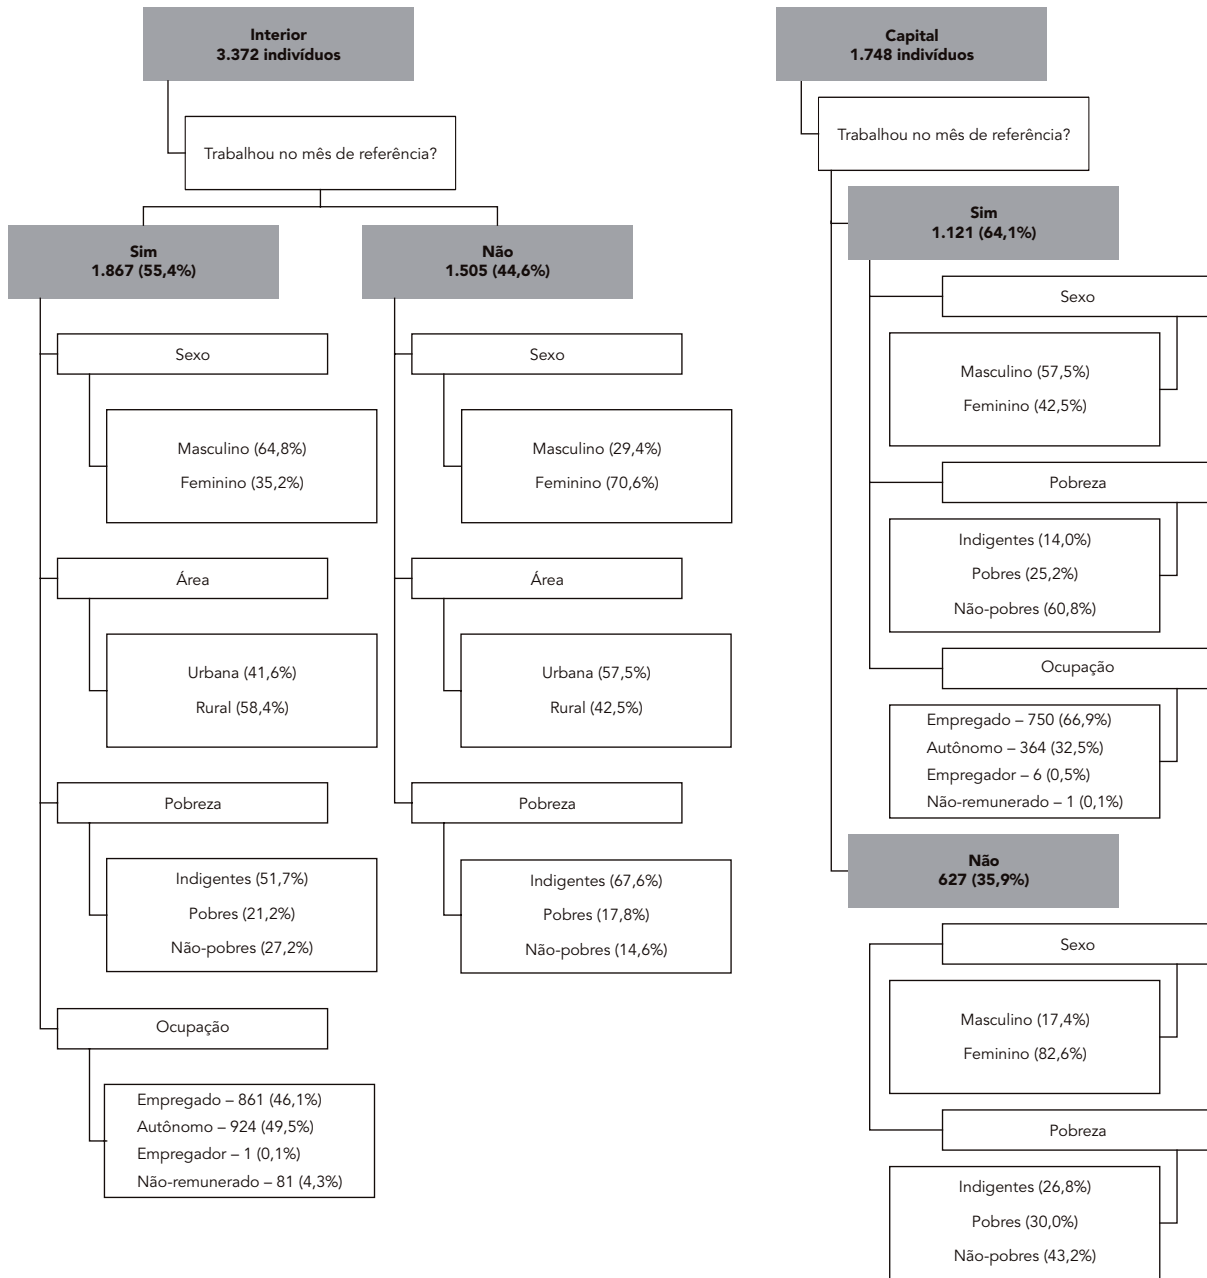 Interior
3.372 indivíduos
Trabalhou no mês de referência?
Sim
1.867 (55,4%)
Sexo
Masculino (64,8%)
Feminino (35,2%)
Área
Urbana (41,6%)
Rural (58,4%)
Pobreza
Indigentes (51,7%)
Pobres (21,2%)
Não-pobres (27,2%)
Ocupação
Empregado – 861 (46,1%)
Autônomo – 924 (49,5%)
Empregador – 1 (0,1%)
Não-remunerado – 81 (4,3%)
Não
1.505 (44,6%)
Sexo
Masculino (29,4%)
Feminino (70,6%)
Área
Urbana (57,5%)
Rural (42,5%)
Pobreza
Indigentes (67,6%)
Pobres (17,8%)
Não-pobres (14,6%)
Capital
1.748 indivíduos
Trabalhou no mês de referência?
Sim
1.121 (64,1%)
Sexo
Masculino (57,5%)
Feminino (42,5%)
Pobreza
Indigentes (14,0%)
Pobres (25,2%)
Não-pobres (60,8%)
Ocupação
Empregado – 750 (66,9%)
Autônomo – 364 (32,5%)
Empregador – 6 (0,5%)
Não-remunerado – 1 (0,1%)
Não
627 (35,9%)
Sexo
Masculino (17,4%)
Feminino (82,6%)
Pobreza
Indigentes (26,8%)
Pobres (30,0%)
Não-pobres (43,2%)